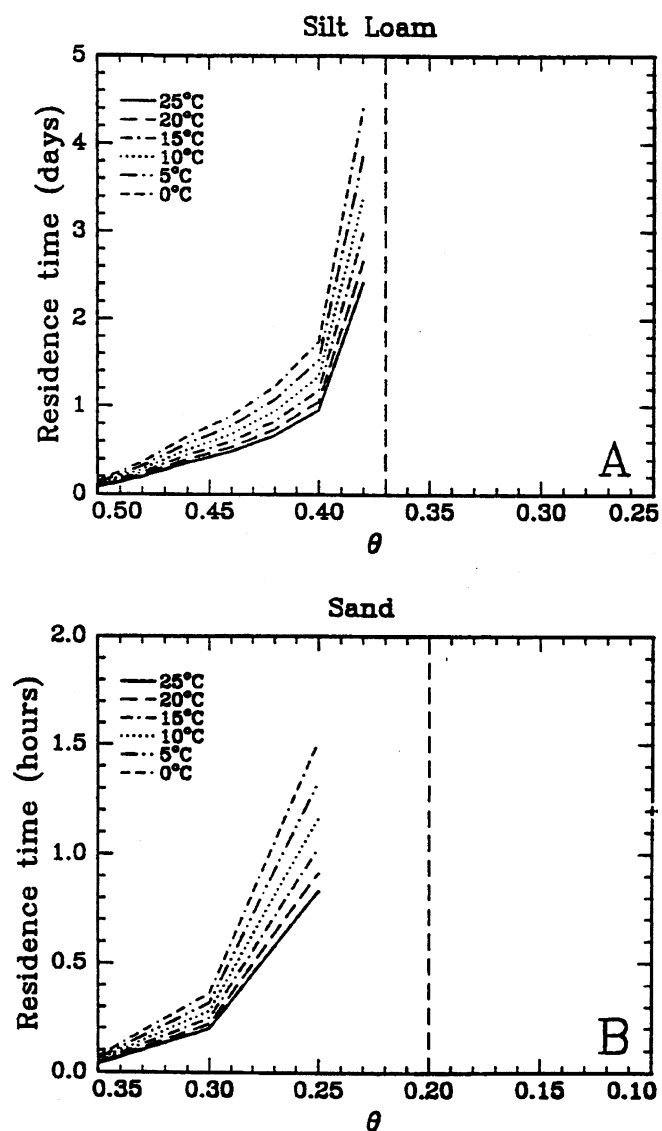 Silt Loam
Residence time (days)
5
4
3
2
1
0
25°C
20°C
15°C
10°C
5°C
0°C
A
0.50 0.45 0.40 0.35 0.30 0.25
θ
Sand
Residence time (hours)
2.0
1.5
1.0
0.5
0.0
25°C
20°C
15°C
10°C
5°C
0°C
B
0.35 0.30 0.25 0.20 0.15 0.10
θ